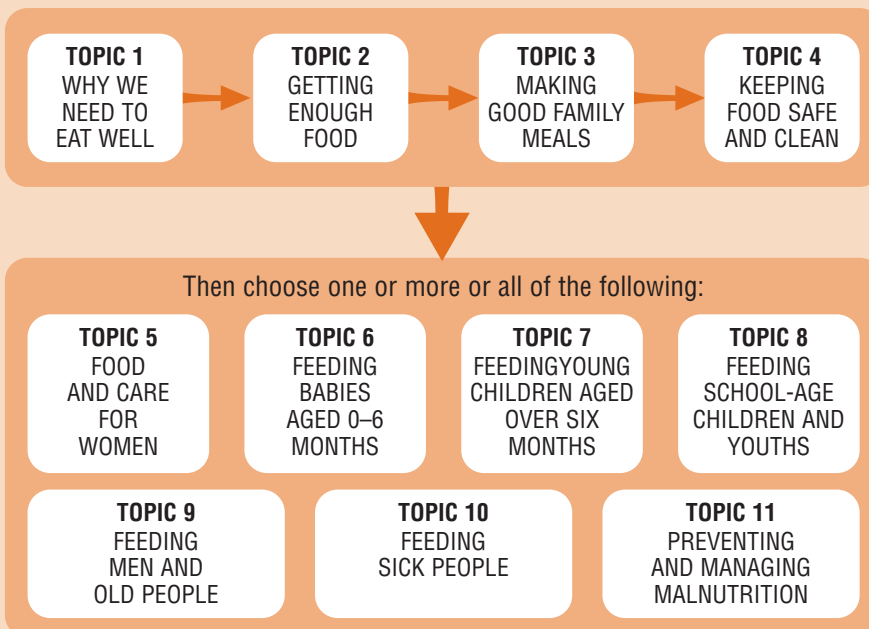 TOPIC 1
WHY WE
NEED TO
EAT WELL
TOPIC 2
GETTING
ENOUGH
FOOD
TOPIC 3
MAKING
GOOD FAMILY
MEALS
TOPIC 4
KEEPING
FOOD SAFE
AND CLEAN
Then choose one or more or all of the following:
TOPIC 5
FOOD
AND CARE
FOR
WOMEN
TOPIC 6
FEEDING
BABIES
AGED 0–6
MONTHS
TOPIC 7
FEEDINGYOUNG
CHILDREN AGED
OVER SIX
MONTHS
TOPIC 8
FEEDING
SCHOOL-AGE
CHILDREN AND
YOUTHS
TOPIC 9
FEEDING
MEN AND
OLD PEOPLE
TOPIC 10
FEEDING
SICK PEOPLE
TOPIC 11
PREVENTING
AND MANAGING
MALNUTRITION